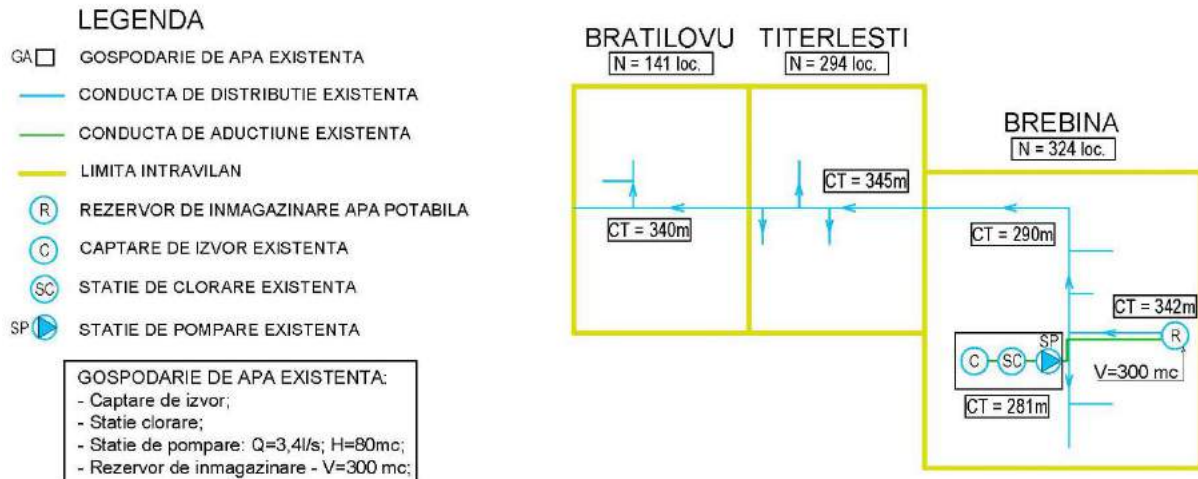 LEGENDA
GA GOSPODARIE DE APA EXISTENTA
CONDUCTA DE DISTRIBUTIE EXISTENTA
CONDUCTA DE ADUCTIUNE EXISTENTA
LIMITA INTRAVILAN
R REZERVOR DE INMAGAZINARE APA POTABILA
C CAPTARE DE IZVOR EXISTENTA
SC STATIE DE CLORARE EXISTENTA
SP STATIE DE POMPARE EXISTENTA
GOSPODARIE DE APA EXISTENTA:
- Captare de izvor;
- Statie clorare;
- Statie de pompare: Q=3,4l/s; H=80mc;
- Rezervor de inmagazinare - V=300 mc;
BRATILOVU
N = 141 loc.
TITERLEȘTI
N = 294 loc.
BREBINA
N = 324 loc.
CT = 345m
CT = 340m
CT = 290m
CT = 342m
SP
C SC R
V=300 mc
CT = 281m